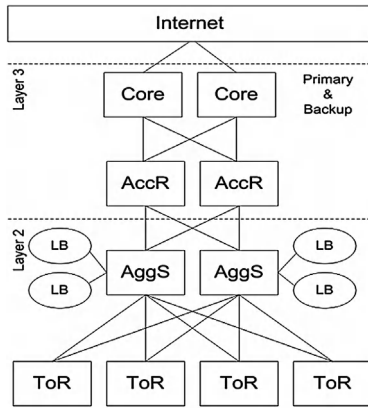 Internet
Layer 3
Core
Core
Primary
&
Backup
AccR
AccR
Layer 2
LB
LB
AggS
AggS
LB
LB
ToR
ToR
ToR
ToR